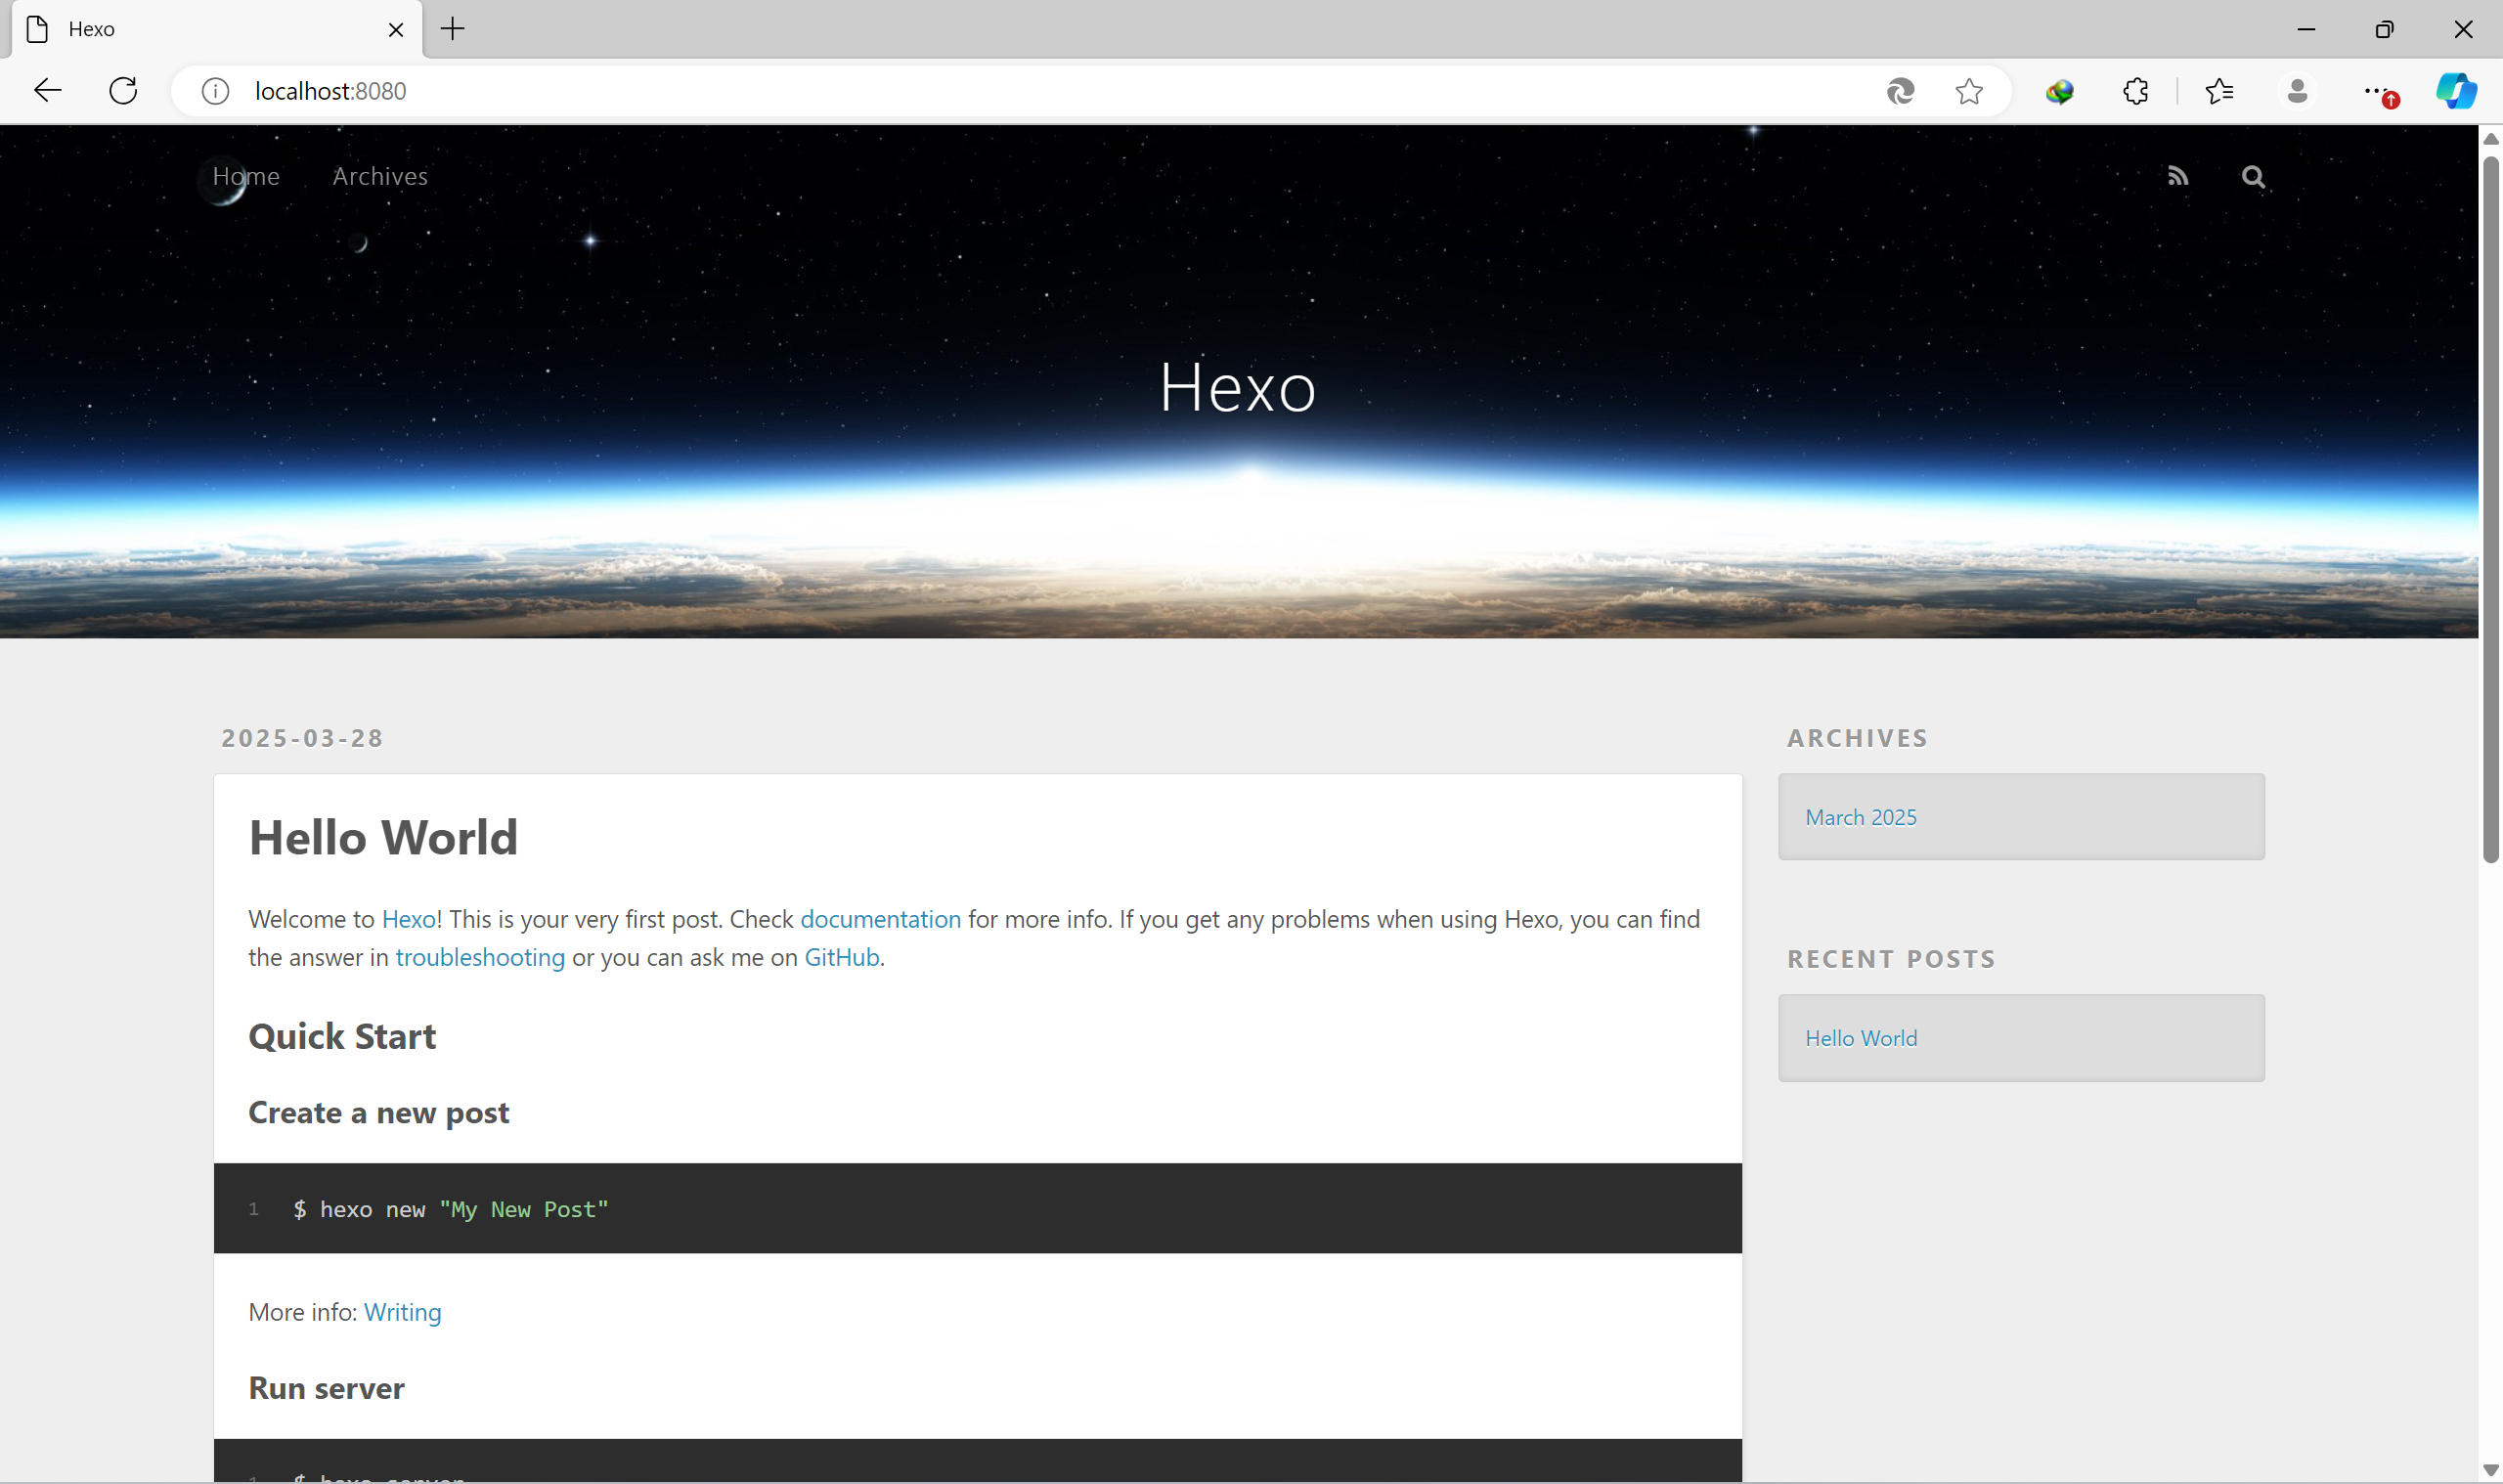 Hexo
localhost:8080
Home
Archives
Hexo
2025-03-28
Hello World
Welcome to Hexo! This is your very first post. Check documentation for more info. If you get any problems when using Hexo, you can find
the answer in troubleshooting or you can ask me on GitHub.
Quick Start
Create a new post
1 $ hexo new "My New Post"
More info: Writing
Run server
1 $ hexo server
ARCHIVES
March 2025
RECENT POSTS
Hello World